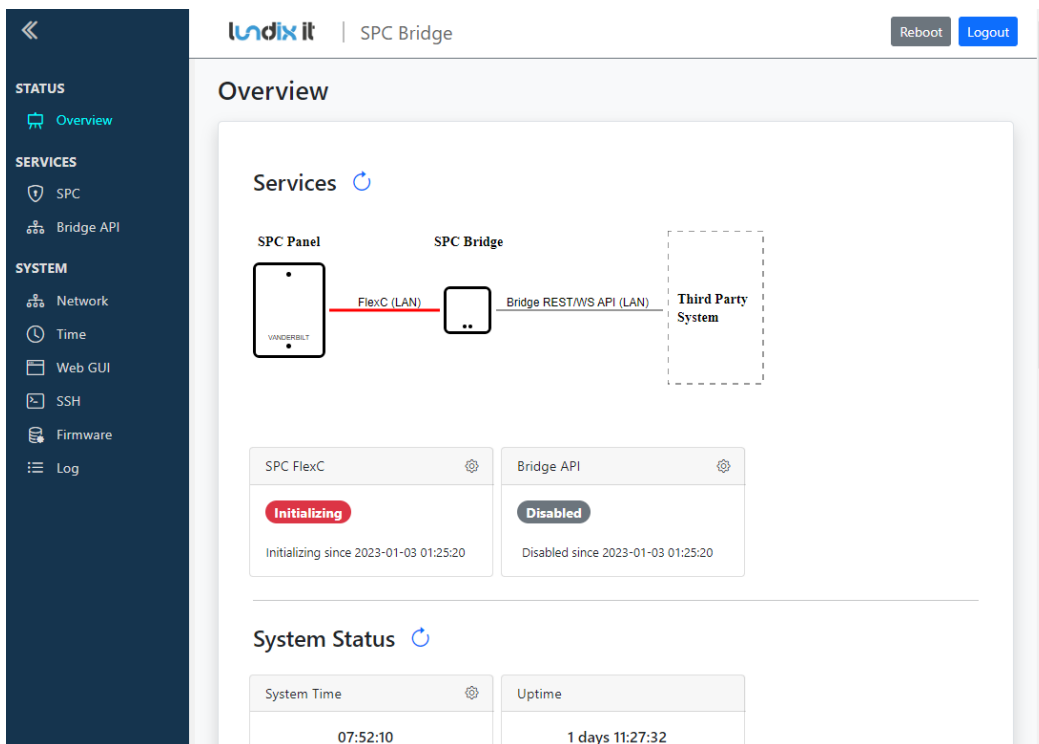 lundix it | SPC Bridge
Reboot
Logout
STATUS
Overview
SERVICES
SPC
Bridge API
SYSTEM
Network
Time
Web GUI
SSH
Firmware
Log
Overview
Services
SPC Panel
SPC Bridge
FlexC (LAN)
Bridge REST/WS API (LAN)
Third Party
System
VANDERBILT
SPC FlexC
Initializing
Initializing since 2023-01-03 01:25:20
Bridge API
Disabled
Disabled since 2023-01-03 01:25:20
System Status
System Time
07:52:10
Uptime
1 days 11:27:32